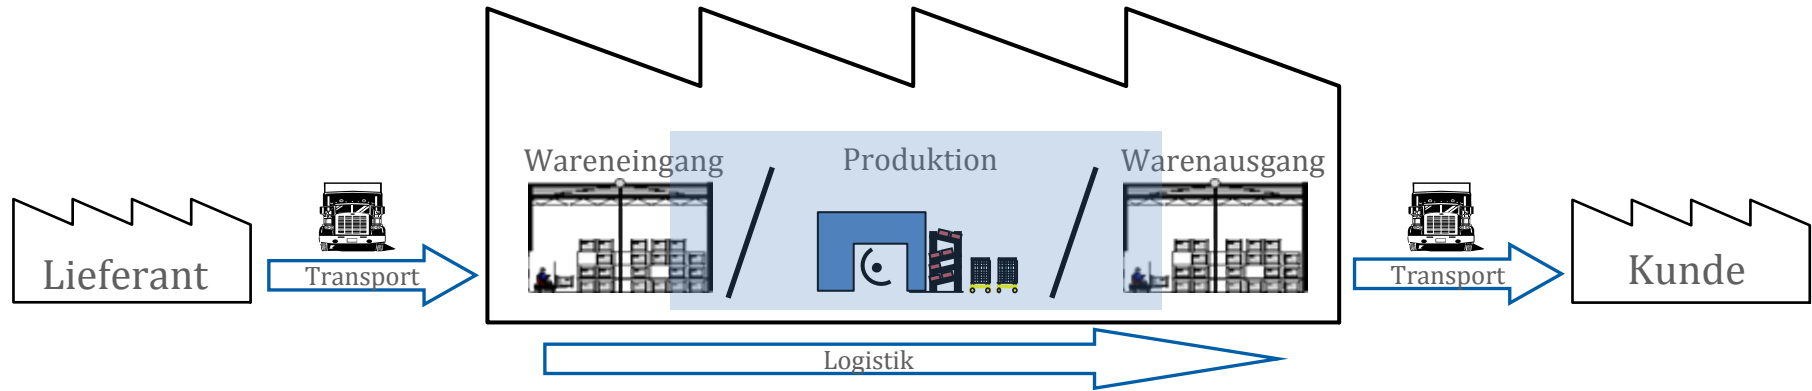 Wareneingang
Produktion
Warenausgang
Lieferant
Transport
Transport
Kunde
Logistik